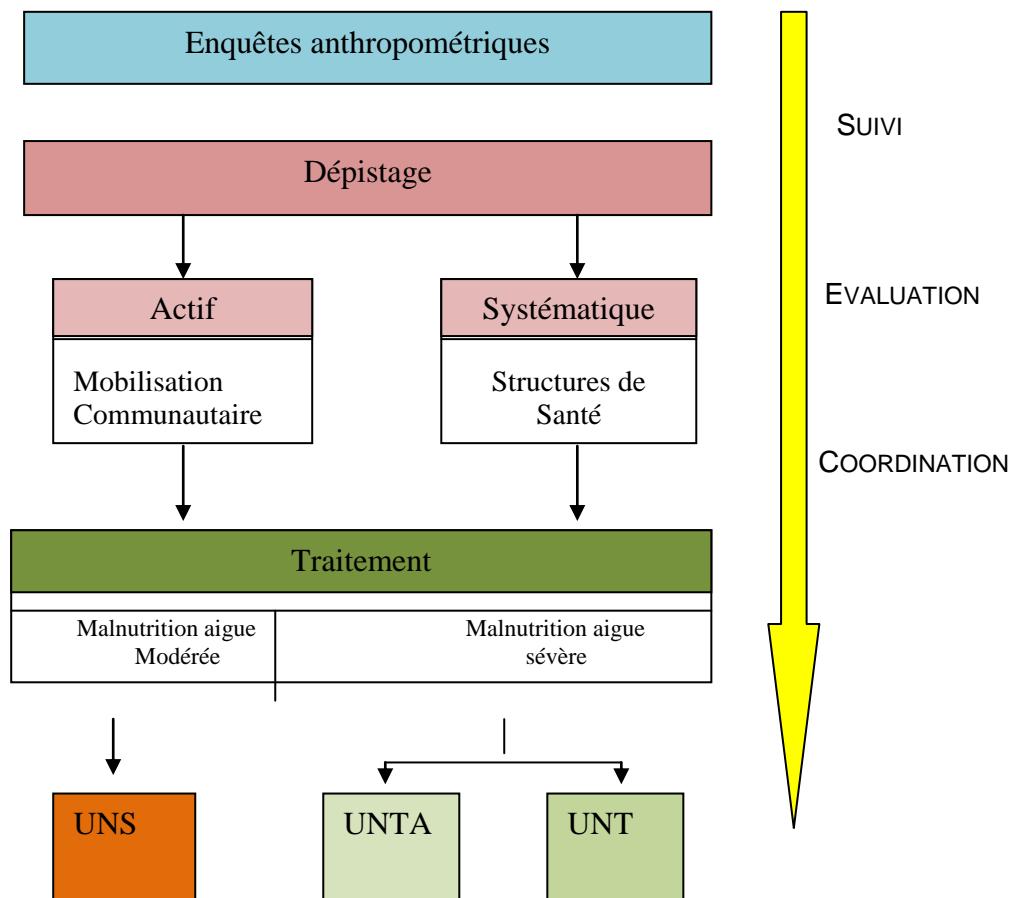 Enquêtes anthropométriques
SUIVI
Dépistage
Actif
Systématique
EVALUATION
Mobilisation
Communautaire
Structures de
Santé
COORDINATION
Traitement
Malnutrition aigue
Modérée
Malnutrition aigue
sévère
UNS
UNTA
UNT